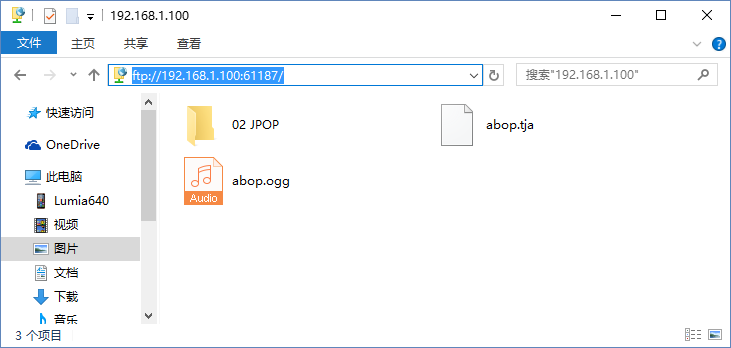 192.168.1.100
文件 主页 共享 查看
ftp://192.168.1.100:61187/
搜索"192.168.1.100"
快速访问
OneDrive
此电脑
Lumia640
视频
图片
文档
下载
音乐
02 JPOP
abop.tja
abop.ogg
Audio
3 个项目